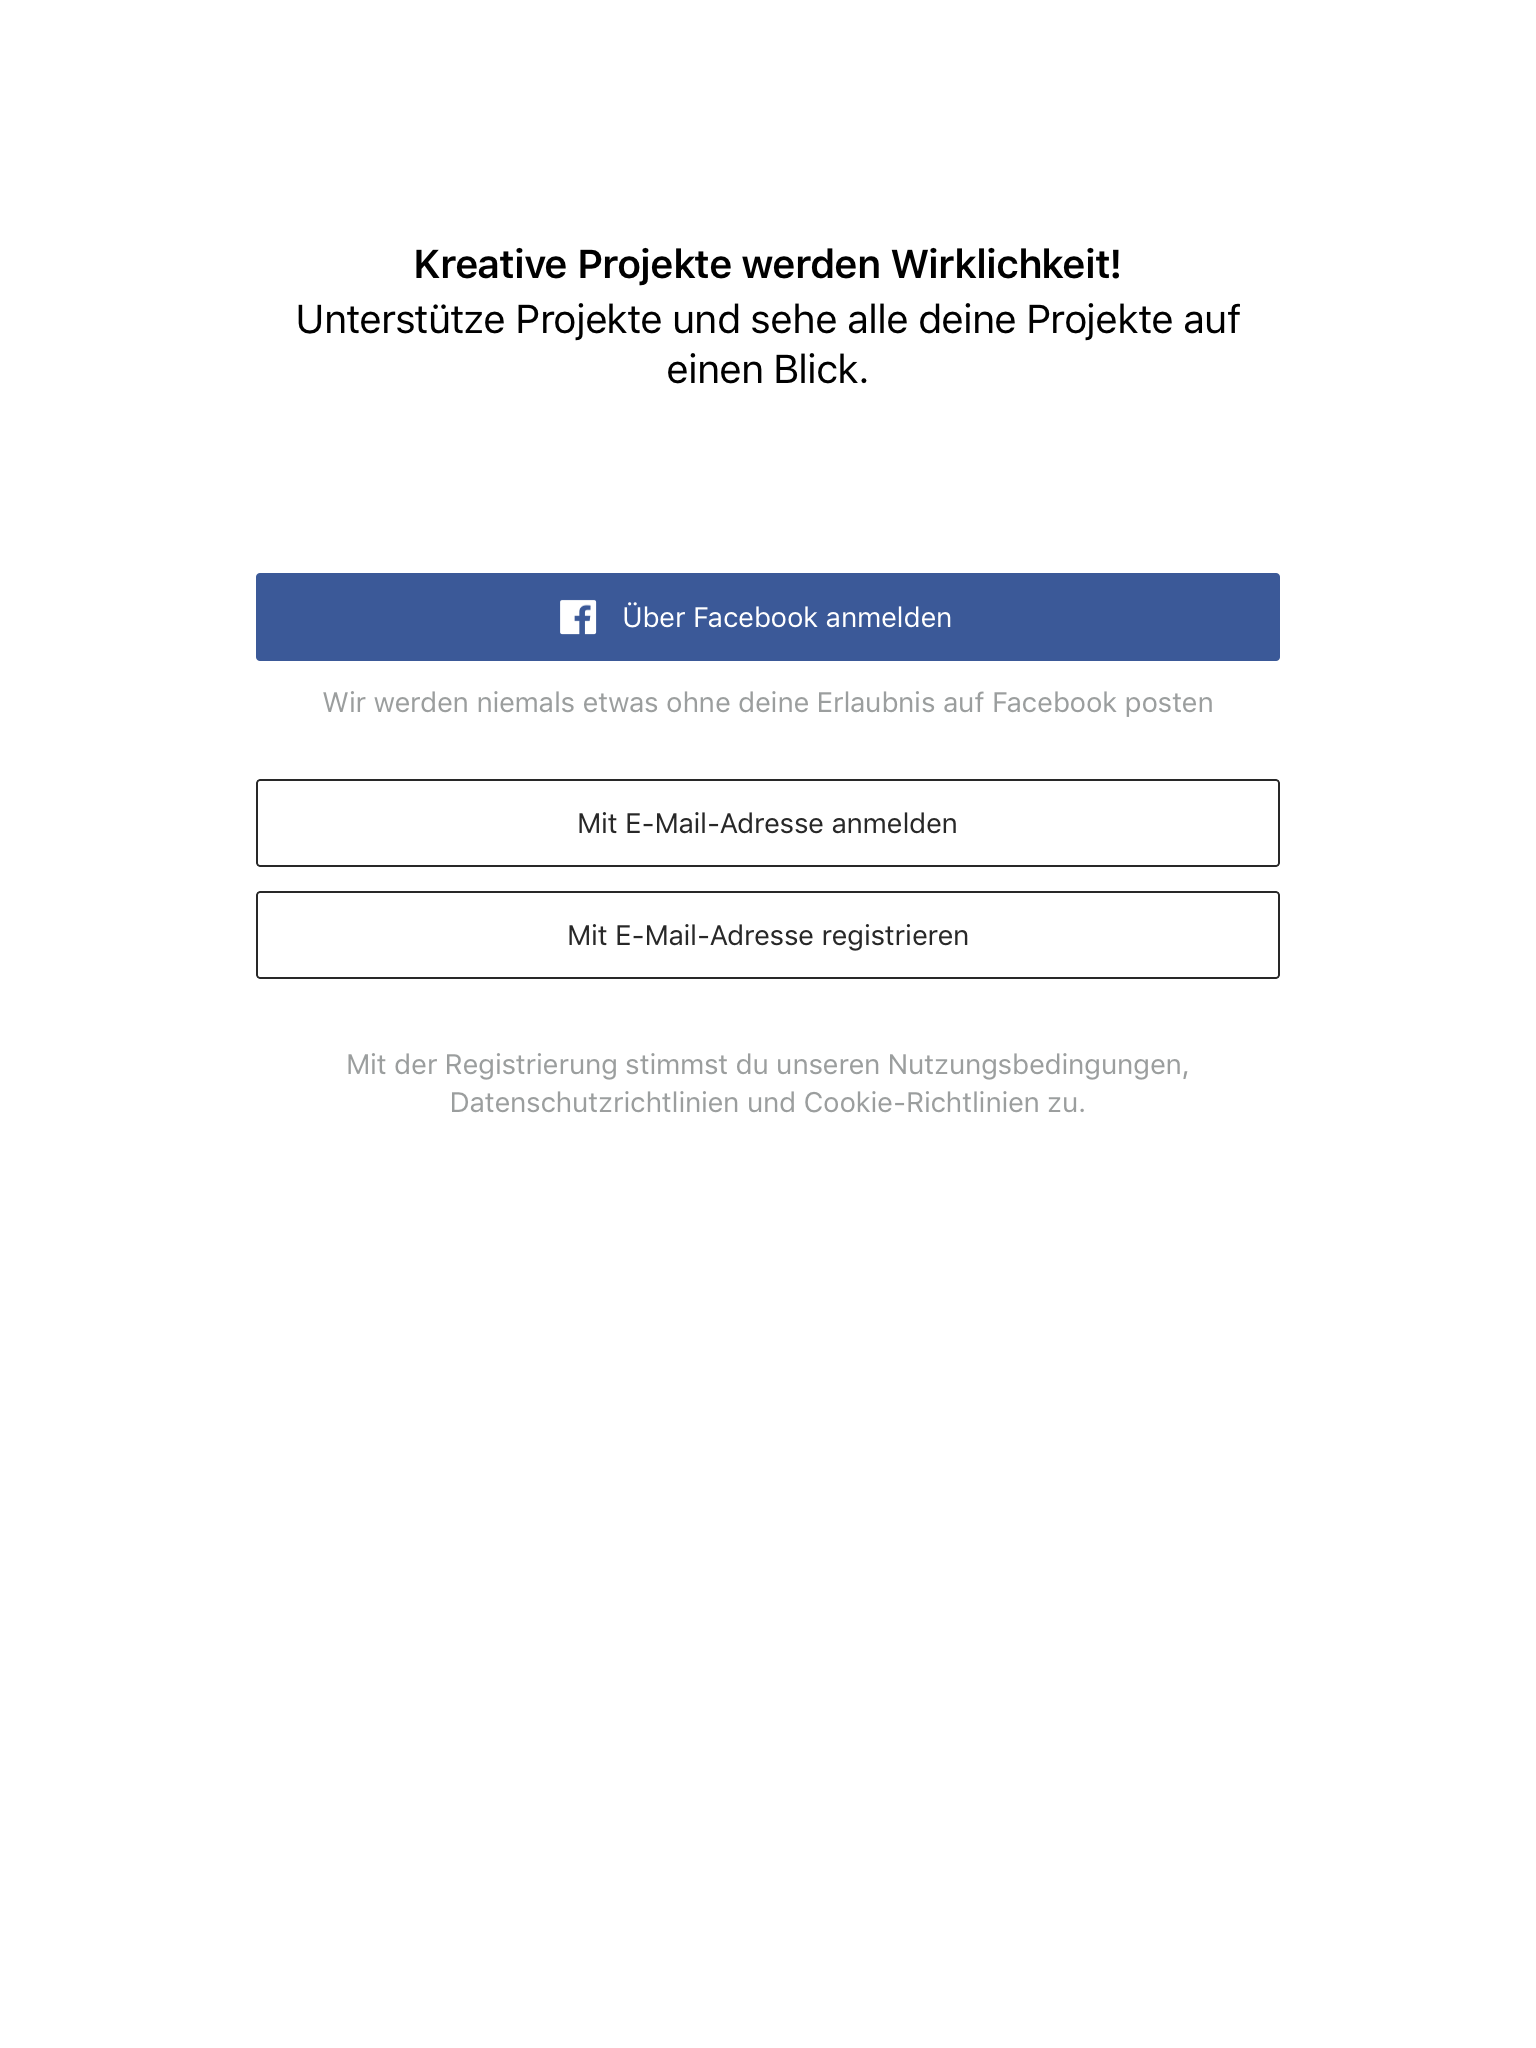 Kreative Projekte werden Wirklichkeit!
Unterstütze Projekte und sehe alle deine Projekte auf
einen Blick.
Über Facebook anmelden
Wir werden niemals etwas ohne deine Erlaubnis auf Facebook posten
Mit E-Mail-Adresse anmelden
Mit E-Mail-Adresse registrieren
Mit der Registrierung stimmst du unseren Nutzungsbedingungen,
Datenschutzrichtlinien und Cookie-Richtlinien zu.